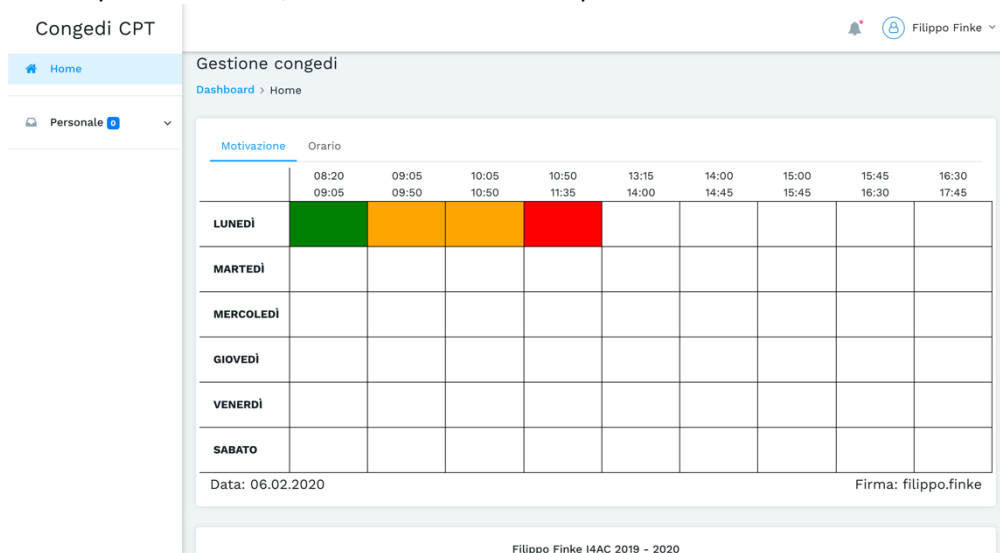 Congedi CPT
Filippo Finke
Home
Personale 0
Gestione congedi
Dashboard > Home
Motivazione Orario
08:20 09:05 10:05 10:50 13:15 14:00 15:00 15:45 16:30
09:05 09:50 10:50 11:35 14:00 14:45 15:45 16:30 17:45
LUNEDÌ
MARTEDÌ
MERCOLEDÌ
GIOVEDÌ
VENERDÌ
SABATO
Data: 06.02.2020 Firma: filippo.finke
Filippo Finke I4AC 2019 - 2020